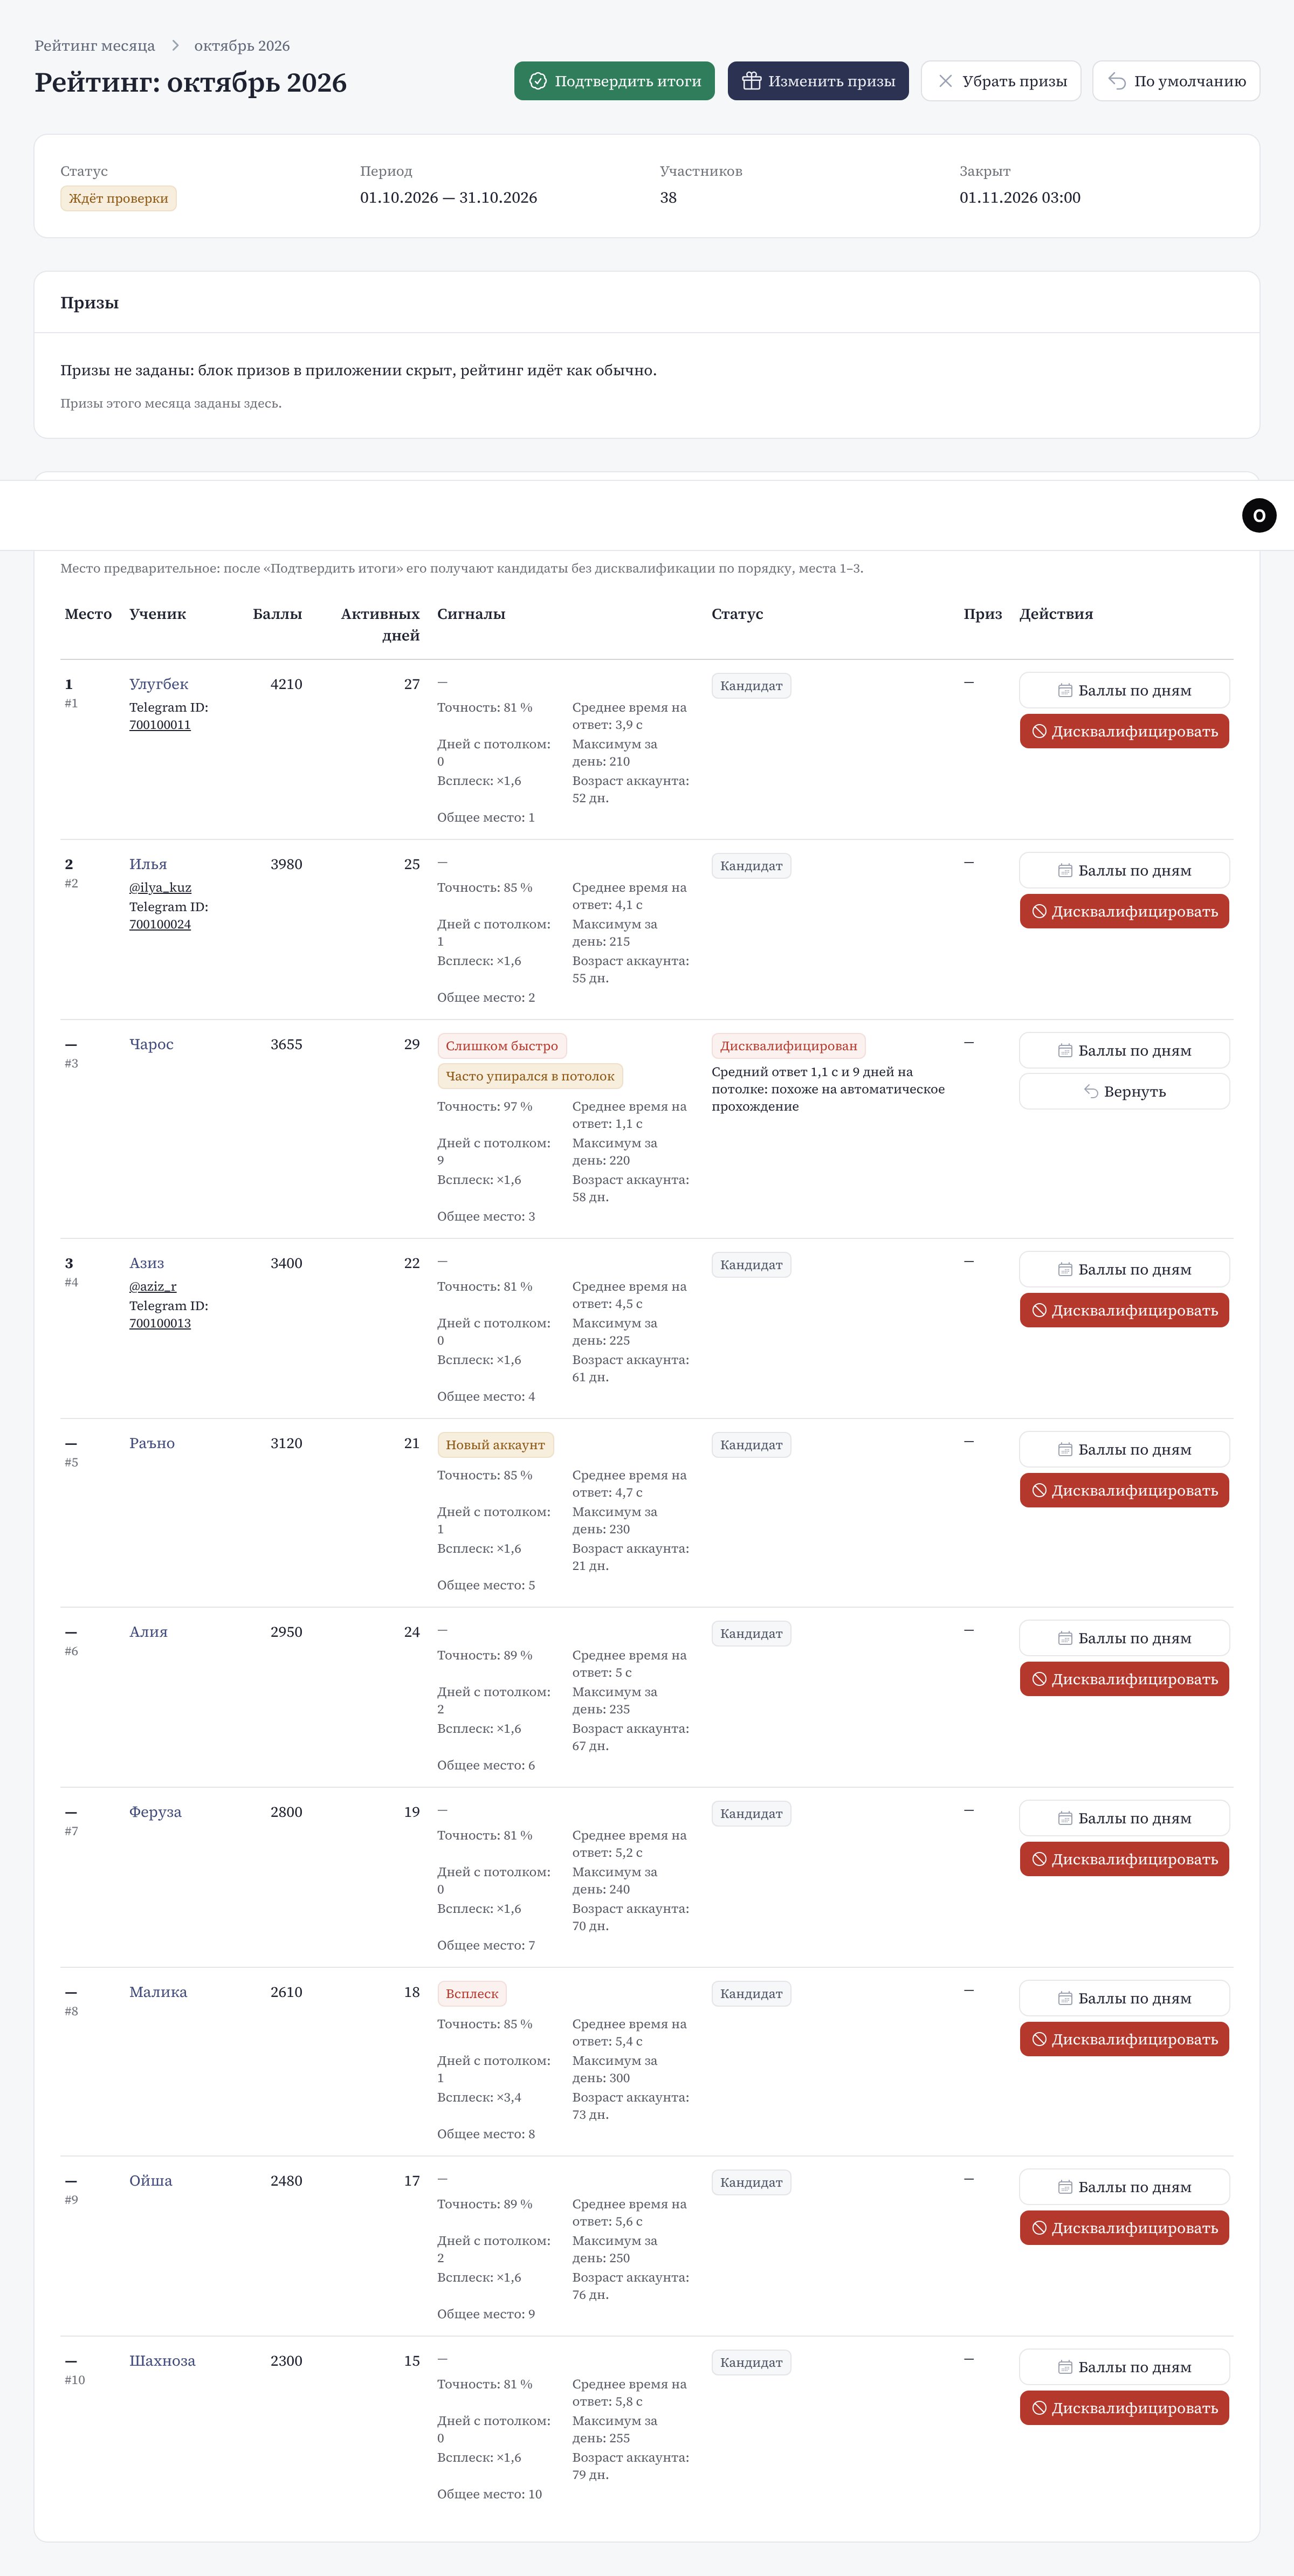 Рейтинг месяца > октябрь 2026
Рейтинг: октябрь 2026
Подтвердить итоги
Изменить призы
Убрать призы
По умолчанию
Статус
Ждёт проверки
Период
01.10.2026 — 31.10.2026
Участников
38
Закрыт
01.11.2026 03:00
Призы
Призы не заданы: блок призов в приложении скрыт, рейтинг идёт как обычно.
Призы этого месяца заданы здесь.
O
Место предварительное: после «Подтвердить итоги» его получают кандидаты без дисквалификации по порядку, места 1–3.
Место
Ученик
Баллы
Активных
дней
Сигналы
Статус
Приз
Действия
1
#1
Улугбек
Telegram ID:
700100011
4210
27
—
Точность: 81 %
Среднее время на
ответ: 3,9 с
Дней с потолком:
0
Максимум за
день: 210
Всплеск: ×1,6
Возраст аккаунта:
52 дн.
Общее место: 1
Кандидат
—
Баллы по дням
Дисквалифицировать
2
#2
Илья
@ilya_kuz
Telegram ID:
700100024
3980
25
—
Точность: 85 %
Среднее время на
ответ: 4,1 с
Дней с потолком:
1
Максимум за
день: 215
Всплеск: ×1,6
Возраст аккаунта:
55 дн.
Общее место: 2
Кандидат
—
Баллы по дням
Дисквалифицировать
—
#3
Чарос
3655
29
Слишком быстро
Часто упирался в потолок
Точность: 97 %
Среднее время на
ответ: 1,1 с
Дней с потолком:
9
Максимум за
день: 220
Всплеск: ×1,6
Возраст аккаунта:
58 дн.
Общее место: 3
Дисквалифицирован
Средний ответ 1,1 с и 9 дней на
потолке: похоже на автоматическое
прохождение
—
Баллы по дням
Вернуть
3
#4
Азиз
@aziz_r
Telegram ID:
700100013
3400
22
—
Точность: 81 %
Среднее время на
ответ: 4,5 с
Дней с потолком:
0
Максимум за
день: 225
Всплеск: ×1,6
Возраст аккаунта:
61 дн.
Общее место: 4
Кандидат
—
Баллы по дням
Дисквалифицировать
—
#5
Раъно
3120
21
Новый аккаунт
Точность: 85 %
Среднее время на
ответ: 4,7 с
Дней с потолком:
1
Максимум за
день: 230
Всплеск: ×1,6
Возраст аккаунта:
21 дн.
Общее место: 5
Кандидат
—
Баллы по дням
Дисквалифицировать
—
#6
Алия
2950
24
—
Точность: 89 %
Среднее время на
ответ: 5 с
Дней с потолком:
2
Максимум за
день: 235
Всплеск: ×1,6
Возраст аккаунта:
67 дн.
Общее место: 6
Кандидат
—
Баллы по дням
Дисквалифицировать
—
#7
Феруза
2800
19
—
Точность: 81 %
Среднее время на
ответ: 5,2 с
Дней с потолком:
0
Максимум за
день: 240
Всплеск: ×1,6
Возраст аккаунта:
70 дн.
Общее место: 7
Кандидат
—
Баллы по дням
Дисквалифицировать
—
#8
Малика
2610
18
Всплеск
Точность: 85 %
Среднее время на
ответ: 5,4 с
Дней с потолком:
1
Максимум за
день: 300
Всплеск: ×3,4
Возраст аккаунта:
73 дн.
Общее место: 8
Кандидат
—
Баллы по дням
Дисквалифицировать
—
#9
Ойша
2480
17
—
Точность: 89 %
Среднее время на
ответ: 5,6 с
Дней с потолком:
2
Максимум за
день: 250
Всплеск: ×1,6
Возраст аккаунта:
76 дн.
Общее место: 9
Кандидат
—
Баллы по дням
Дисквалифицировать
—
#10
Шахноза
2300
15
—
Точность: 81 %
Среднее время на
ответ: 5,8 с
Дней с потолком:
0
Максимум за
день: 255
Всплеск: ×1,6
Возраст аккаунта:
79 дн.
Общее место: 10
Кандидат
—
Баллы по дням
Дисквалифицировать